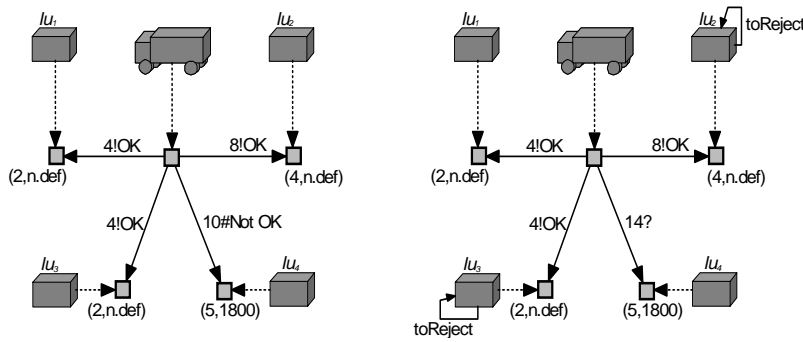 lu₁
lu₂
4!OK
8!OK
(2,n.def)
(4,n.def)
4!OK
10#Not OK
lu₃
lu₄
(2,n.def)
(5,1800)
lu₁
lu₂
toReject
4!OK
8!OK
(2,n.def)
(4,n.def)
4!OK
14?
lu₃
lu₄
(2,n.def)
(5,1800)
toReject